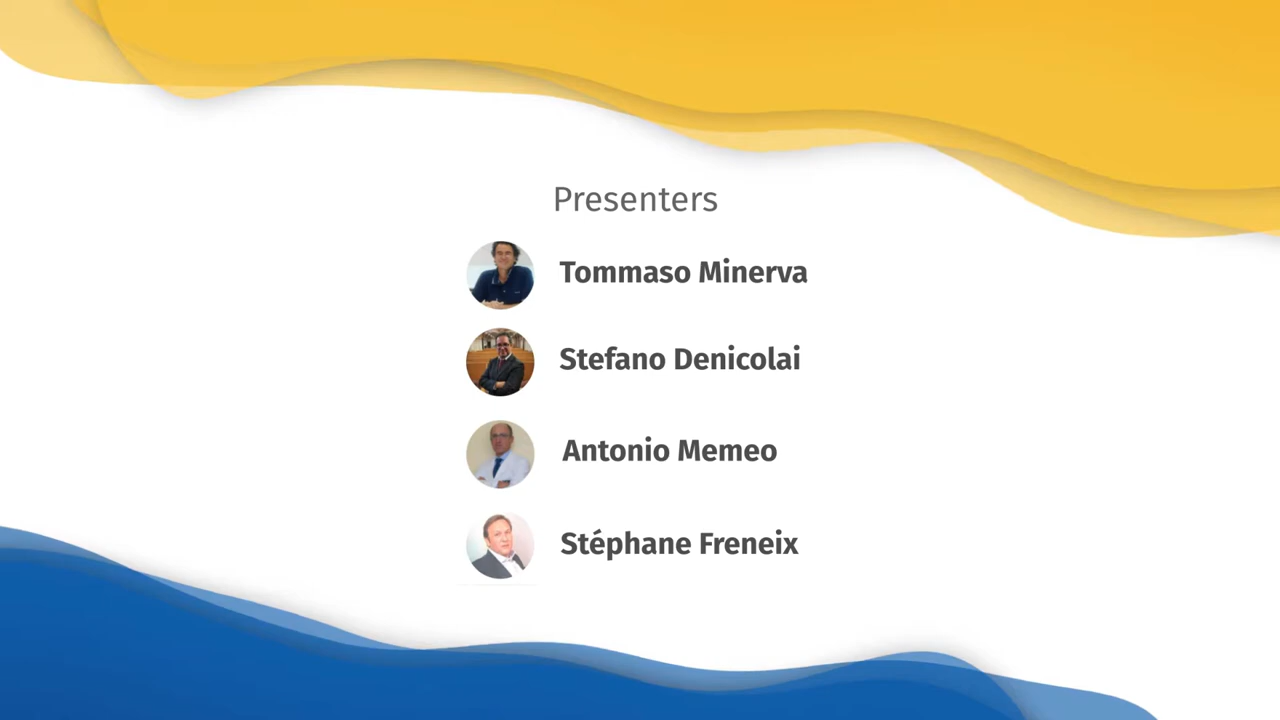 Presenters
Tommaso Minerva
Stefano Denicolai
Antonio Memeo
Stéphane Freneix